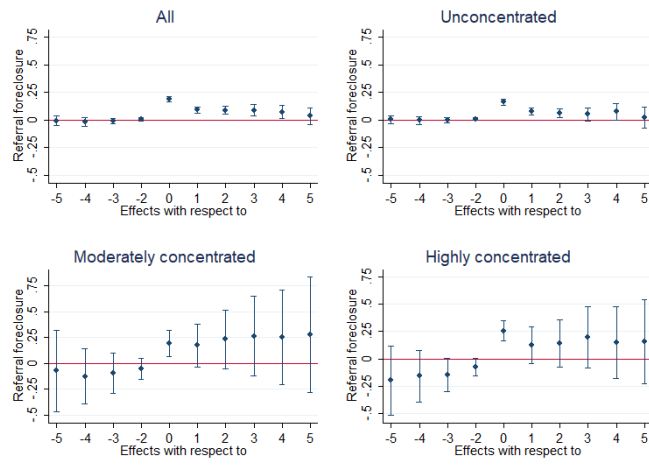 All
Referral foreclosure
.75
.5
.25
0
-.25
-.5
-5 -4 -3 -2 0 1 2 3 4 5
Effects with respect to
Unconcentrated
Referral foreclosure
.75
.5
.25
0
-.25
-.5
-5 -4 -3 -2 0 1 2 3 4 5
Effects with respect to
Moderately concentrated
Referral foreclosure
.75
.5
.25
0
-.25
-.5
-5 -4 -3 -2 0 1 2 3 4 5
Effects with respect to
Highly concentrated
Referral foreclosure
.75
.5
.25
0
-.25
-.5
-5 -4 -3 -2 0 1 2 3 4 5
Effects with respect to